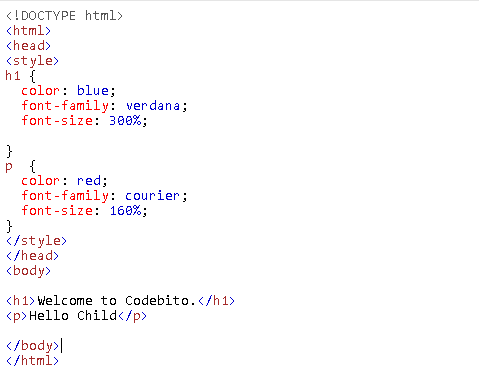 <!DOCTYPE html>
<html>
<head>
<style>
h1 {
  color: blue;
  font-family: verdana;
  font-size: 300%;

}
p  {
  color: red;
  font-family: courier;
  font-size: 160%;
}
</style>
</head>
<body>

<h1>Welcome to Codebito.</h1>
<p>Hello Child</p>

</body>
</html>